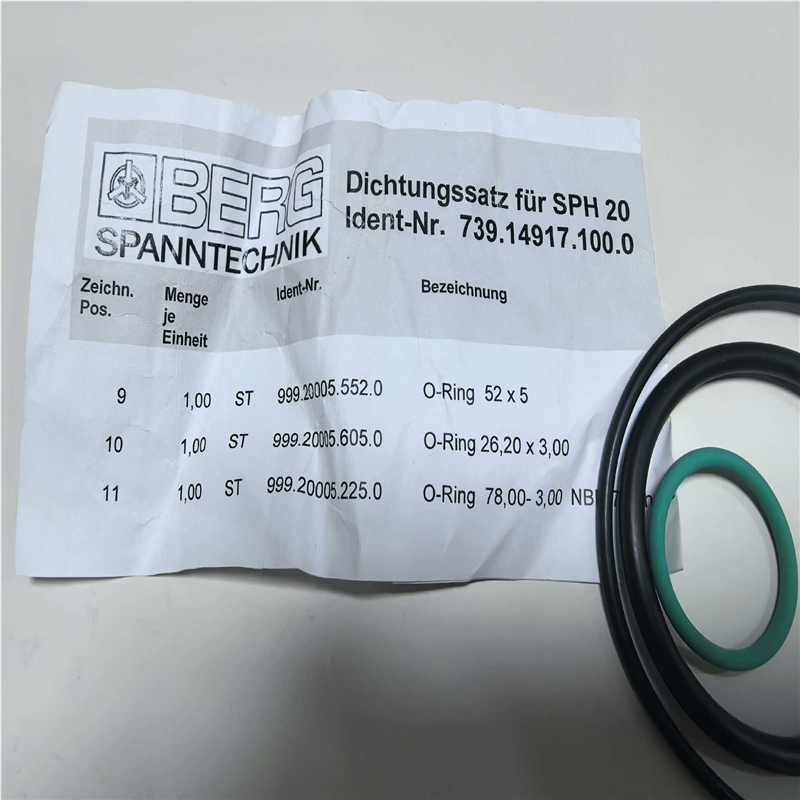 BERG
SPANNTECHNIK
Dichtungssatz für SPH 20
Ident-Nr. 739.14917.100.0
Zeichn. Pos.
Menge je Einheit
Ident-Nr.
Bezeichnung
9 1,00 ST 999.20005.552.0 O-Ring 52 x 5
10 1,00 ST 999.20005.605.0 O-Ring 26,20 x 3,00
11 1,00 ST 999.20005.225.0 O-Ring 78,00- 3,00